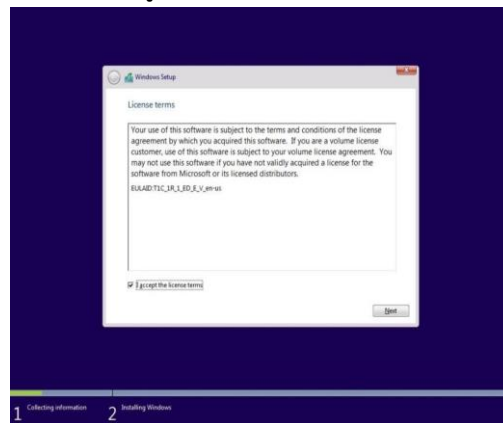 Windows Setup
License terms
Your use of this software is subject to the terms and conditions of the license
agreement by which you acquired this software. If you are a volume license
customer, use of this software is subject to your volume license agreement. You
may not use this software if you have not validly acquired a license for the
software from Microsoft or its licensed distributors.
EULAID:T1C_1R_1_ED_E_V_en-us
I accept the license terms
Next
1 Collecting information 2 Installing Windows